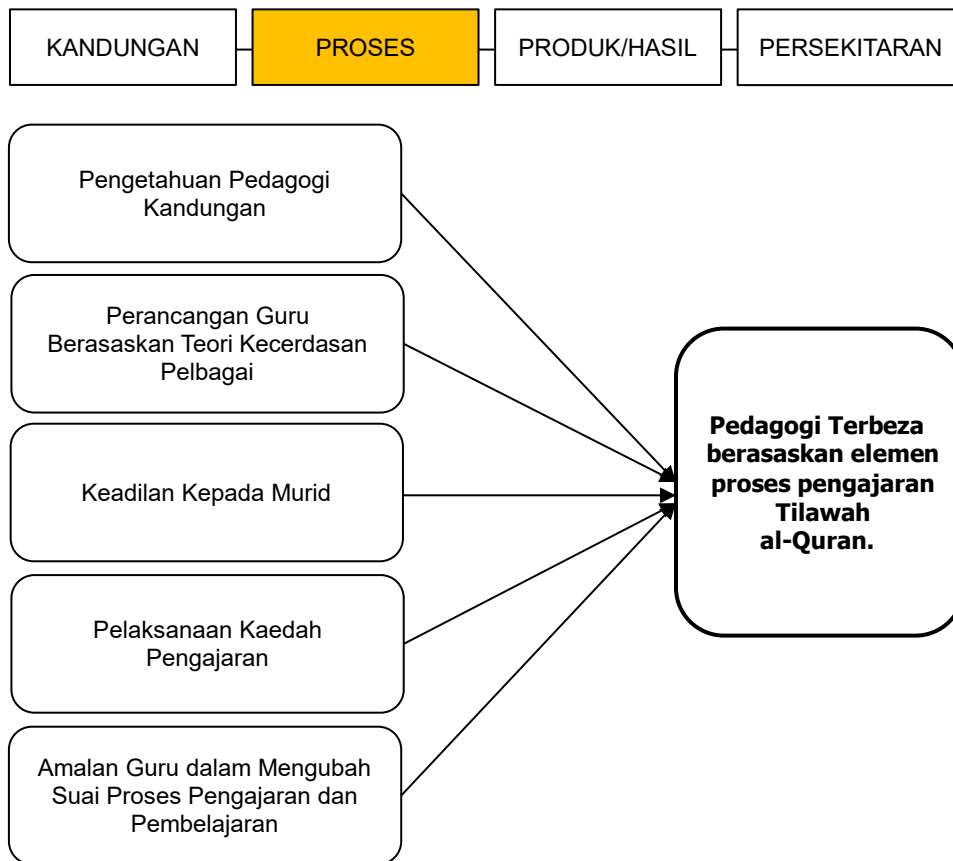 KANDUNGAN
PROSES
PRODUK/HASIL
PERSEKITARAN
Pengetahuan Pedagogi
Kandungan
Perancangan Guru
Berasaskan Teori Kecerdasan
Pelbagai
Keadilan Kepada Murid
Pelaksanaan Kaedah
Pengajaran
Amalan Guru dalam Mengubah
Suai Proses Pengajaran dan
Pembelajaran
Pedagogi Terbeza
berasaskan elemen
proses pengajaran
Tilawah
al-Quran.